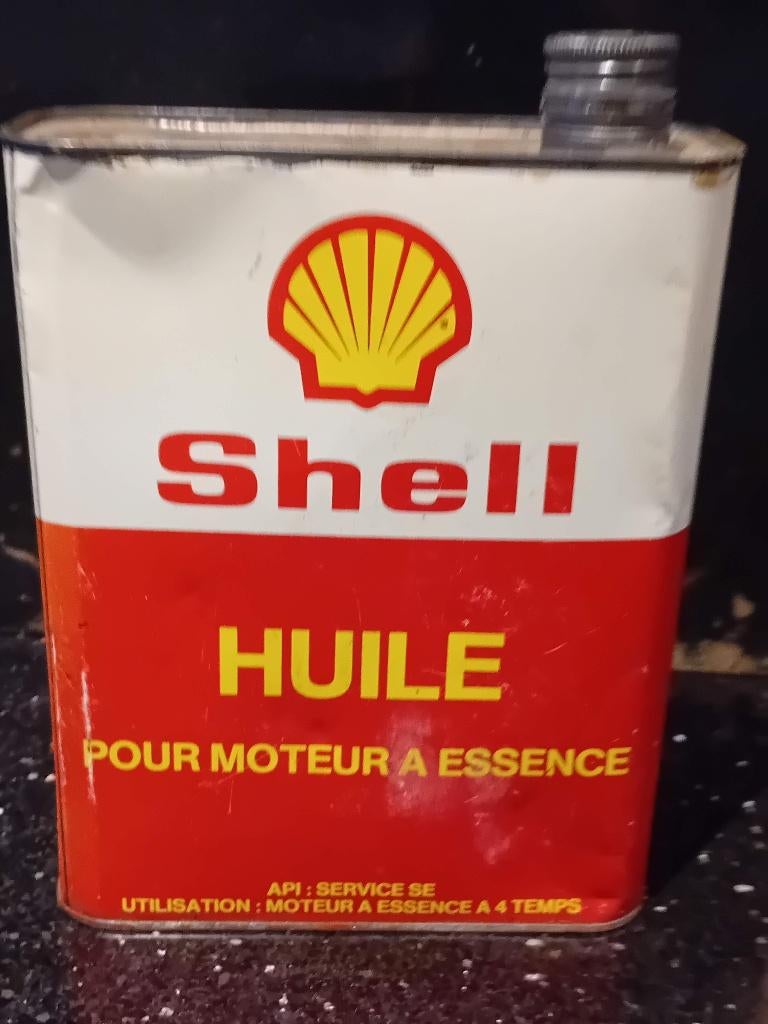 Shell
HUILE
POUR MOTEUR A ESSENCE
API : SERVICE SE
UTILISATION : MOTEUR A ESSENCE A 4 TEMPS